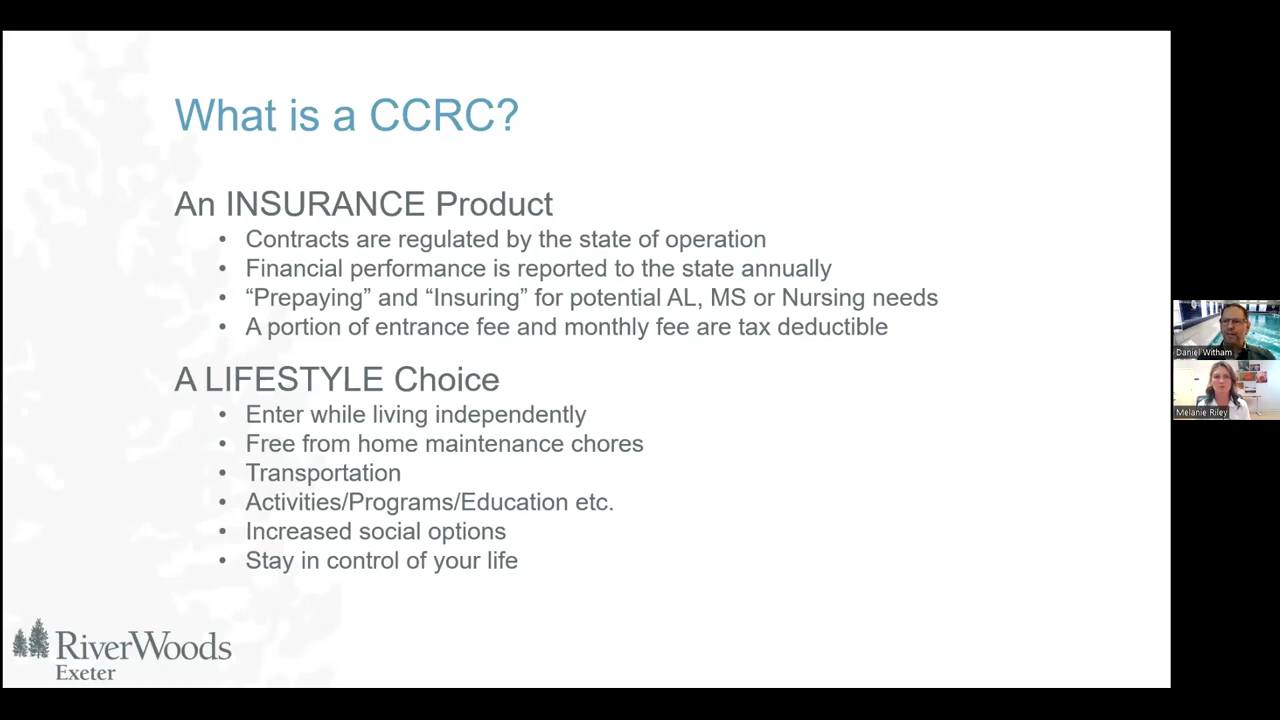 What is a CCRC?
An INSURANCE Product
• Contracts are regulated by the state of operation
• Financial performance is reported to the state annually
• “Prepaying” and “Insuring” for potential AL, MS or Nursing needs
• A portion of entrance fee and monthly fee are tax deductible
A LIFESTYLE Choice
• Enter while living independently
• Free from home maintenance chores
• Transportation
• Activities/Programs/Education etc.
• Increased social options
• Stay in control of your life
RiverWoods
Exeter
Daniel Witham
Melanie Riley